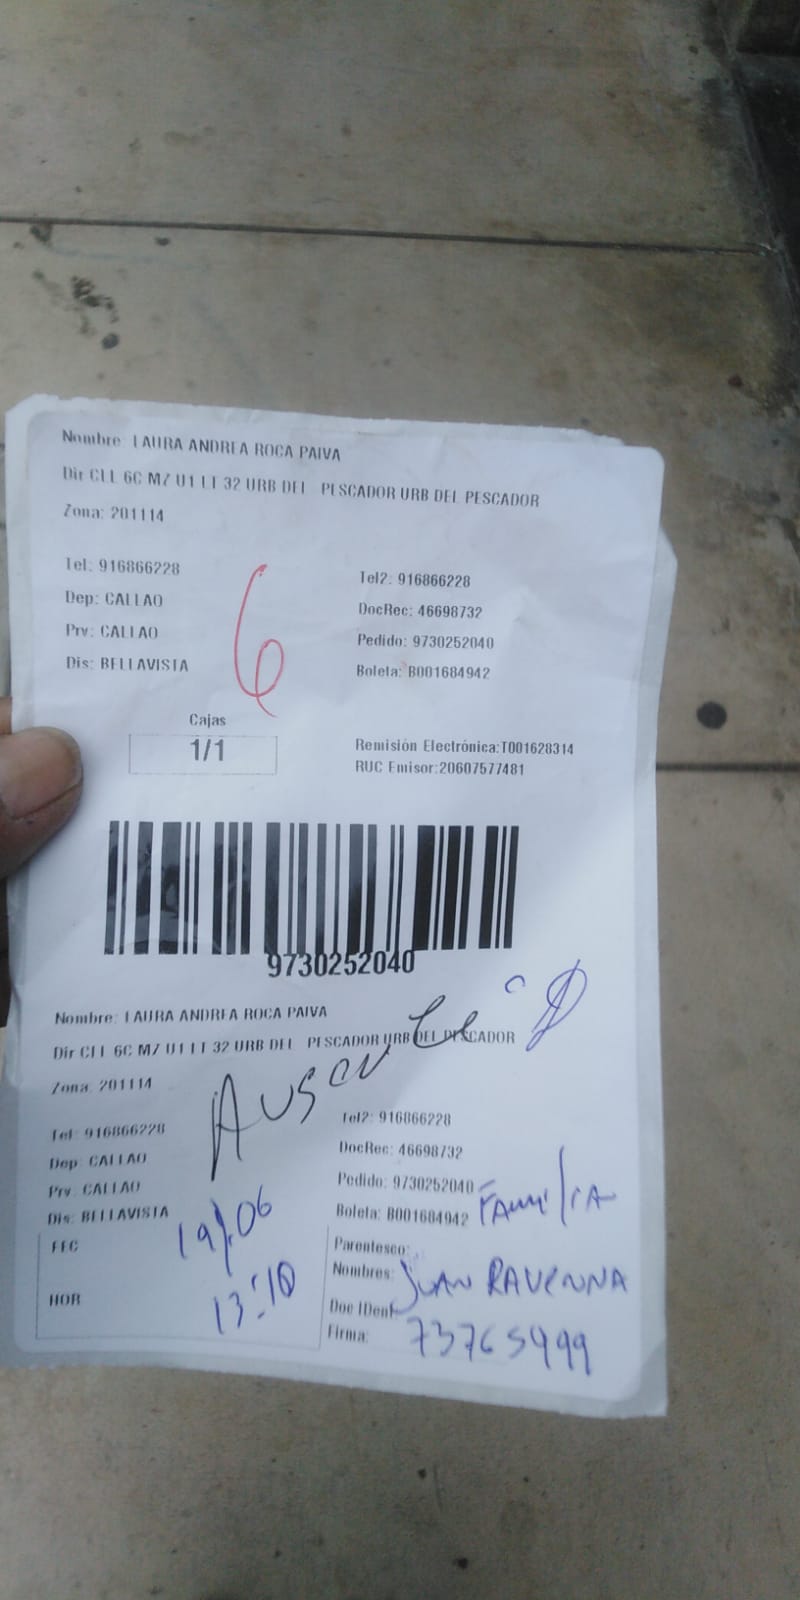 Nombre: LAURA ANDREA ROCA PAIVA
Dir CLL 6C MZ U1 LT 32 URB DEL PESCADOR URB DEL PESCADOR
Zona: 201114
Tel: 916866228
Tel2: 916866228
Dep: CALLAO
DocRec: 46698732
Prv: CALLAO
Pedido: 9730252040
Dis: BELLAVISTA
Boleta: B001684942
6
Cajas
1/1
Remisión Electrónica:T001628314
RUC Emisor:20607577481
9730252040
Nombre: LAURA ANDREA ROCA PAIVA
Dir CLL 6C MZ U1 LT 32 URB DEL PESCADOR URB DEL PESCADOR
Zona: 201114
Ausente
Tel: 916866228
Tel2: 916866228
Dep: CALLAO
DocRec: 46698732
Prv: CALLAO
Pedido: 9730252040
Dis: BELLAVISTA
Boleta: B001684942
FEC 19/06
Parentesco: FAMILIA
HOR 13:10
Nombres: JUAN RAVENNA
Doc IDent: 73765499
Firma: